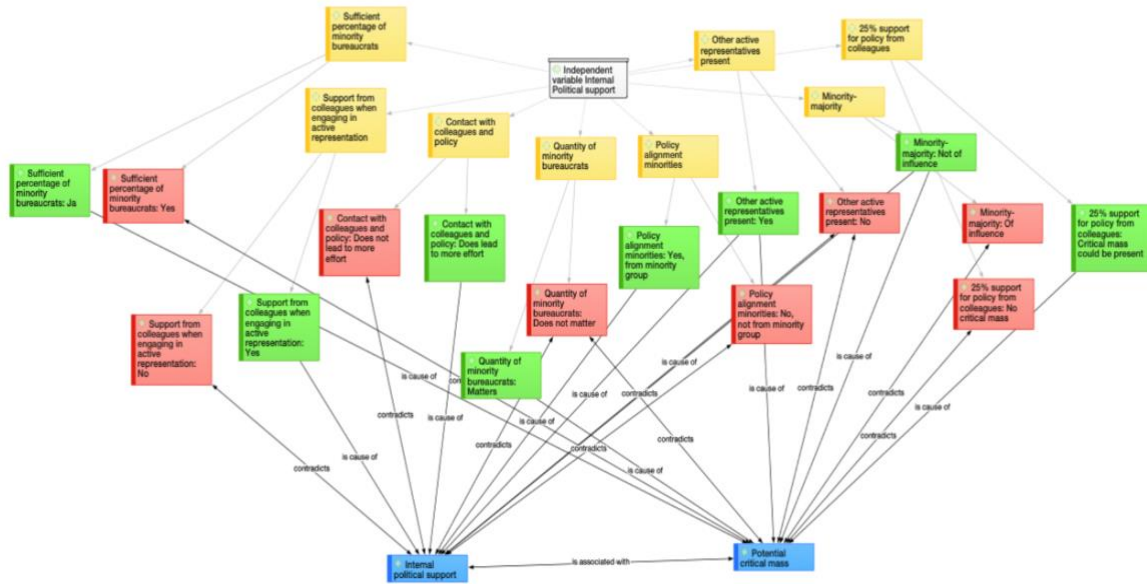 Sufficient
percentage of
minority
bureaucrats
Other active
representatives
present
25% support
for policy from
colleagues
Independent
variable Internal
Political support
Support from
colleagues when
engaging in
active
representation
Contact with
colleagues and
policy
Minority-
majority
Quantity of
minority
bureaucrats
Policy
alignment
minorities
Minority-
majority: Not of
influence
Sufficient
percentage of
minority
bureaucrats: Ja
Sufficient
percentage of
minority
bureaucrats: Yes
Contact with
colleagues and
policy: Does not
lead to more
effort
Contact with
colleagues and
policy: Does lead
to more effort
Other active
representatives
present: Yes
Other active
representatives
present: No
Minority-
majority: Of
influence
25% support
for policy from
colleagues:
Critical mass
could be present
Policy
alignment
minorities: Yes,
from minority
group
Support from
colleagues when
engaging in
active
representation:
No
Support from
colleagues when
engaging in
active
representation:
Yes
Quantity of
minority
bureaucrats:
Does not matter
Policy
alignment
minorities: No,
not from minority
group
25% support
for policy from
colleagues: No
critical mass
Quantity of
minority
bureaucrats:
Matters
is cause of
is cause of
is cause of
is cause of
contradicts
contradicts
is cause of
is cause of
is cause of
is cause of
contradicts
contradicts
contradicts
contradicts
is cause of
contradicts
is cause of
Internal
political support
is associated with
Potential
critical mass